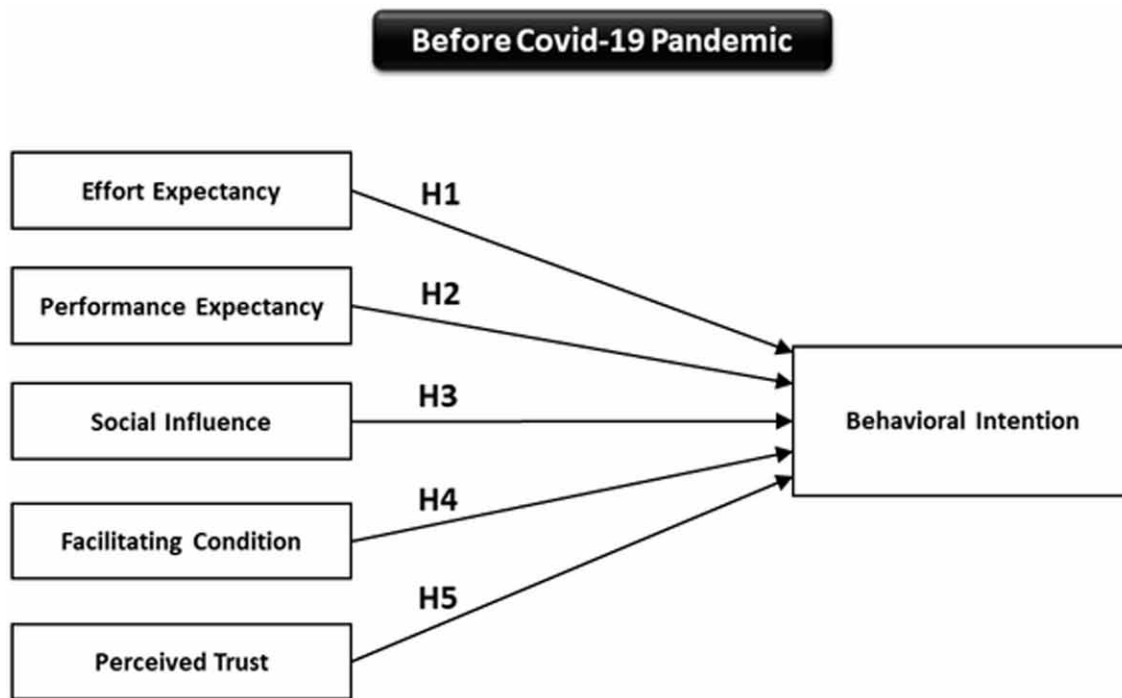 Before Covid-19 Pandemic
Effort Expectancy
H1
Performance Expectancy
H2
Social Influence
H3
Behavioral Intention
Facilitating Condition
H4
Perceived Trust
H5